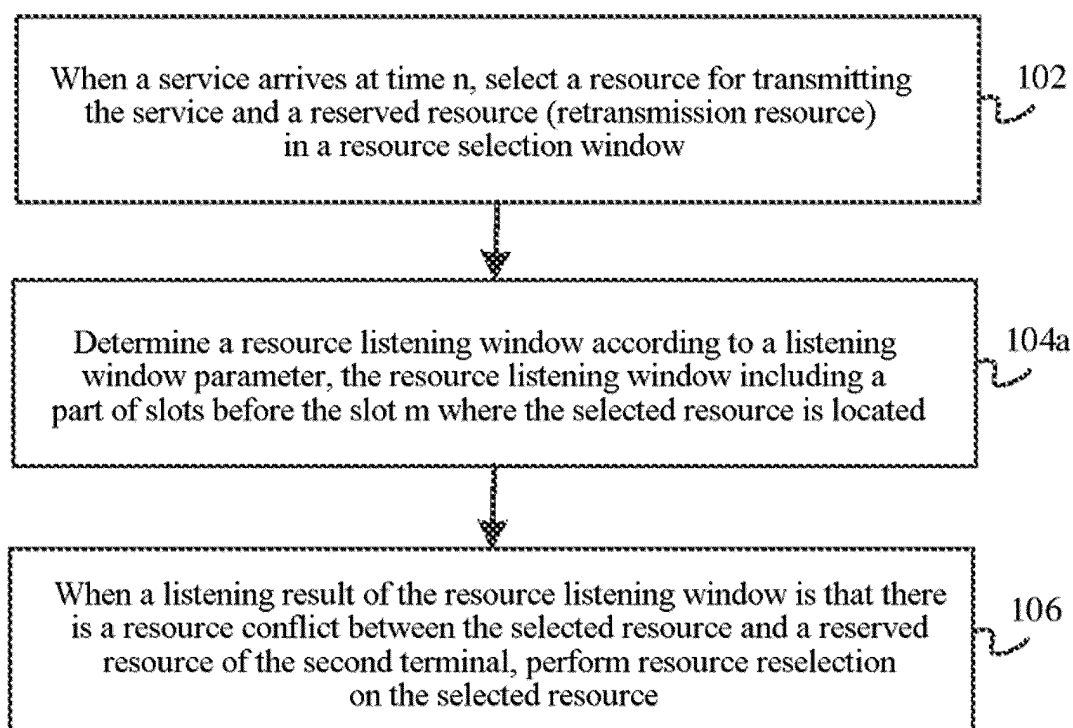 When a service arrives at time n, select a resource for transmitting
the service and a reserved resource (retransmission resource)
in a resource selection window
102
Determine a resource listening window according to a listening
window parameter, the resource listening window including a
part of slots before the slot m where the selected resource is located
104a
When a listening result of the resource listening window is that there
is a resource conflict between the selected resource and a reserved
resource of the second terminal, perform resource reselection
on the selected resource
106